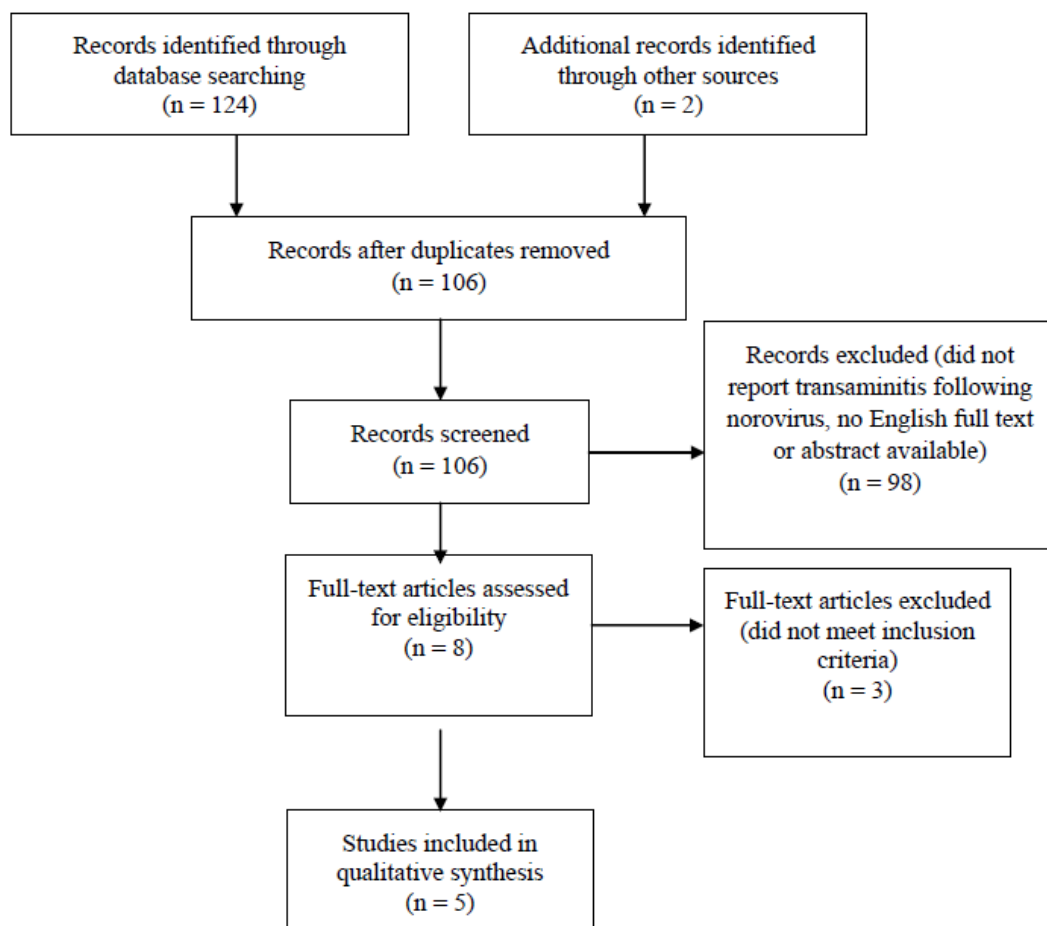 Records identified through
database searching
(n = 124)
Additional records identified
through other sources
(n = 2)
Records after duplicates removed
(n = 106)
Records screened
(n = 106)
Records excluded (did not
report transaminitis following
norovirus, no English full text
or abstract available)
(n = 98)
Full-text articles assessed
for eligibility
(n = 8)
Full-text articles excluded
(did not meet inclusion
criteria)
(n = 3)
Studies included in
qualitative synthesis
(n = 5)